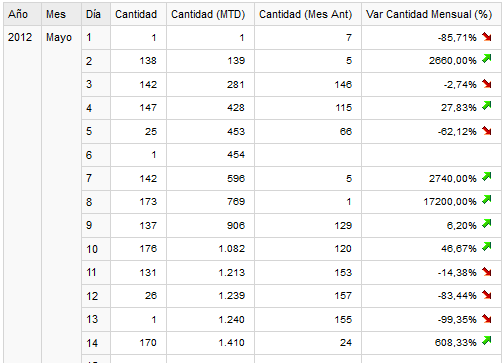 Año Mes Día Cantidad Cantidad (MTD) Cantidad (Mes Ant) Var Cantidad Mensual (%)
2012 Mayo 1 1 1 7 -85,71%
2 138 139 5 2660,00%
3 142 281 146 -2,74%
4 147 428 115 27,83%
5 25 453 66 -62,12%
6 1 454
7 142 596 5 2740,00%
8 173 769 1 17200,00%
9 137 906 129 6,20%
10 176 1.082 120 46,67%
11 131 1.213 153 -14,38%
12 26 1.239 157 -83,44%
13 1 1.240 155 -99,35%
14 170 1.410 24 608,33%